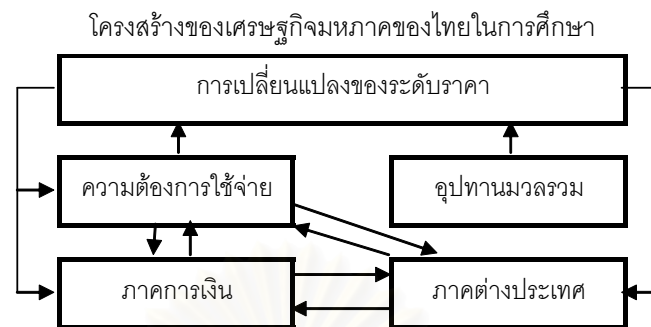 โครงสร้างของเศรษฐกิจมหภาคของไทยในการศึกษา
การเปลี่ยนแปลงของระดับราคา
ความต้องการใช้จ่าย
อุปทานมวลรวม
ภาคการเงิน
ภาคต่างประเทศ